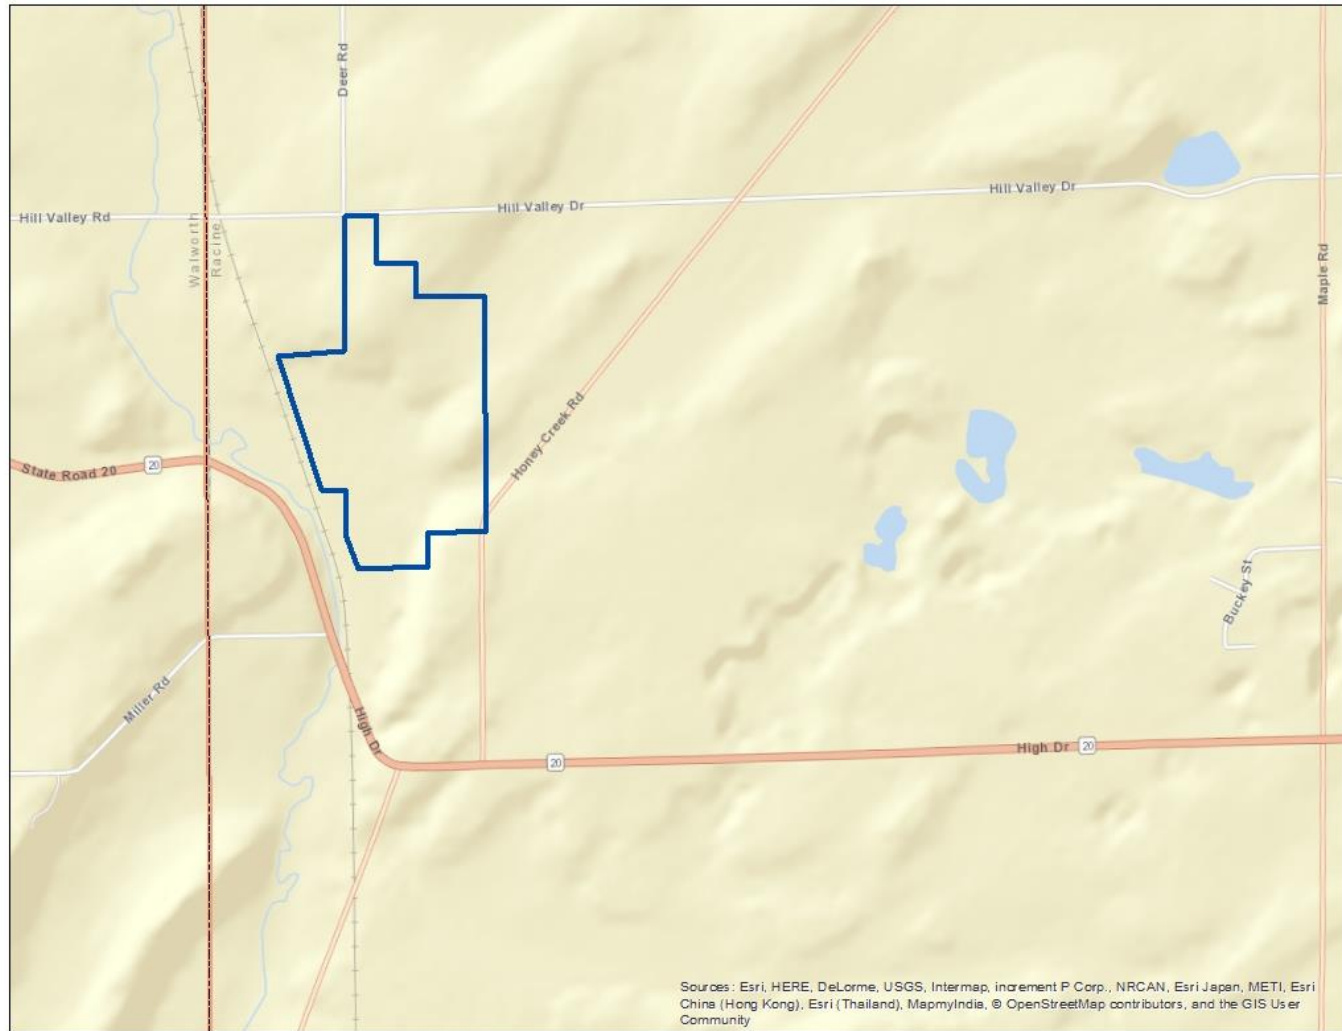 Deer Rd
Hill Valley Dr
Hill Valley Rd
Hill Valley Dr
Walworth
Racine
Maple Rd
Honey Creek Rd
State Road 20
20
Buckey St
Miller Rd
High Dr
High Dr
20
20
Sources: Esri, HERE, DeLorme, USGS, Intermap, increment P Corp., NRCAN, Esri Japan, METI, Esri
China (Hong Kong), Esri (Thailand), MapmyIndia, © OpenStreetMap contributors, and the GIS User
Community